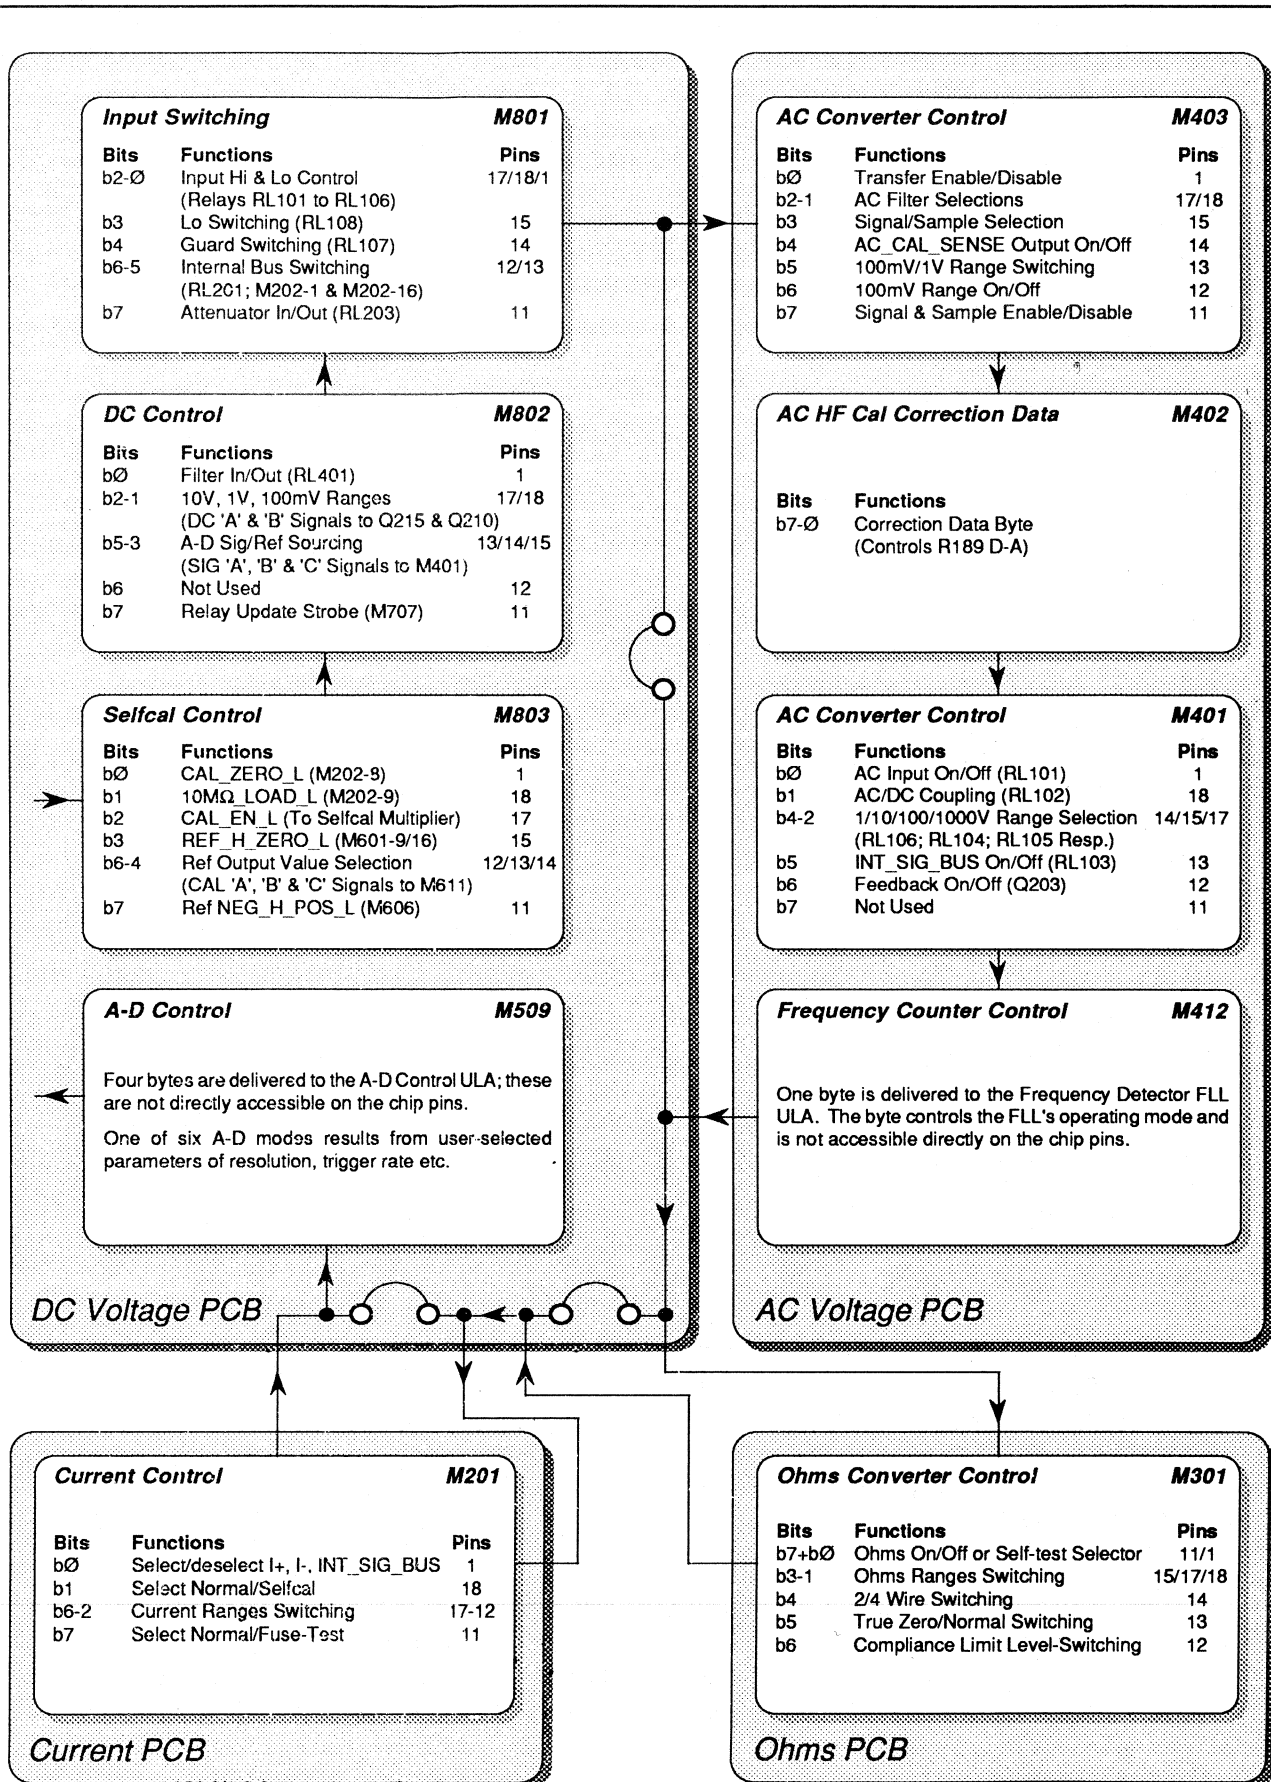 Input Switching M801
Bits Functions Pins
b2-Ø Input Hi & Lo Control 17/18/1
(Relays RL101 to RL106)
b3 Lo Switching (RL108) 15
b4 Guard Switching (RL107) 14
b6-5 Internal Bus Switching 12/13
(RL201; M202-1 & M202-16)
b7 Attenuator In/Out (RL203) 11
DC Control M802
Bits Functions Pins
bØ Filter In/Out (RL401) 1
b2-1 10V, 1V, 100mV Ranges 17/18
(DC 'A' & 'B' Signals to Q215 & Q210)
b5-3 A-D Sig/Ref Sourcing 13/14/15
(SIG 'A', 'B' & 'C' Signals to M401)
b6 Not Used 12
b7 Relay Update Strobe (M707) 11
Selfcal Control M803
Bits Functions Pins
bØ CAL_ZERO_L (M202-8) 1
b1 10MΩ_LOAD_L (M202-9) 18
b2 CAL_EN_L (To Selfcal Multiplier) 17
b3 REF_H_ZERO_L (M601-9/16) 15
b6-4 Ref Output Value Selection 12/13/14
(CAL 'A', 'B' & 'C' Signals to M611)
b7 Ref NEG_H_POS_L (M606) 11
A-D Control M509
Four bytes are delivered to the A-D Control ULA; these
are not directly accessible on the chip pins.
One of six A-D modes results from user-selected
parameters of resolution, trigger rate etc.
DC Voltage PCB
AC Converter Control M403
Bits Functions Pins
bØ Transfer Enable/Disable 1
b2-1 AC Filter Selections 17/18
b3 Signal/Sample Selection 15
b4 AC_CAL_SENSE Output On/Off 14
b5 100mV/1V Range Switching 13
b6 100mV Range On/Off 12
b7 Signal & Sample Enable/Disable 11
AC HF Cal Correction Data M402
Bits Functions
b7-Ø Correction Data Byte
(Controls R189 D-A)
AC Converter Control M401
Bits Functions Pins
bØ AC Input On/Off (RL101) 1
b1 AC/DC Coupling (RL102) 18
b4-2 1/10/100/1000V Range Selection 14/15/17
(RL106; RL104; RL105 Resp.)
b5 INT_SIG_BUS On/Off (RL103) 13
b6 Feedback On/Off (Q203) 12
b7 Not Used 11
Frequency Counter Control M412
One byte is delivered to the Frequency Detector FLL
ULA. The byte controls the FLL's operating mode and
is not accessible directly on the chip pins.
AC Voltage PCB
Current Control M201
Bits Functions Pins
bØ Select/deselect I+, I-, INT_SIG_BUS 1
b1 Select Normal/Selfcal 18
b6-2 Current Ranges Switching 17-12
b7 Select Normal/Fuse-Test 11
Current PCB
Ohms Converter Control M301
Bits Functions Pins
b7+bØ Ohms On/Off or Self-test Selector 11/1
b3-1 Ohms Ranges Switching 15/17/18
b4 2/4 Wire Switching 14
b5 True Zero/Normal Switching 13
b6 Compliance Limit Level-Switching 12
Ohms PCB